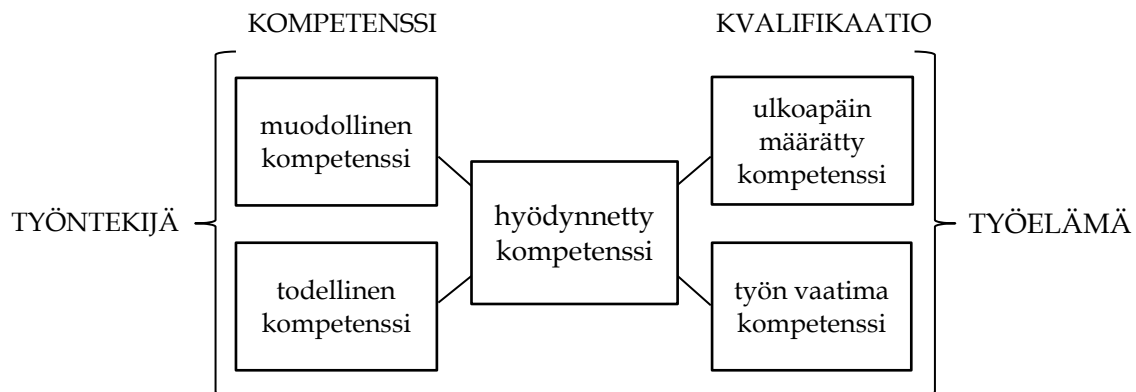 KOMPETENSSI
KVALIFIKAATIO
TYÖNTEKIJÄ
muodollinen
kompetenssi
todellinen
kompetenssi
hyödynnetty
kompetenssi
ulkoapäin
määrätty
kompetenssi
työn vaatima
kompetenssi
TYÖELÄMÄ